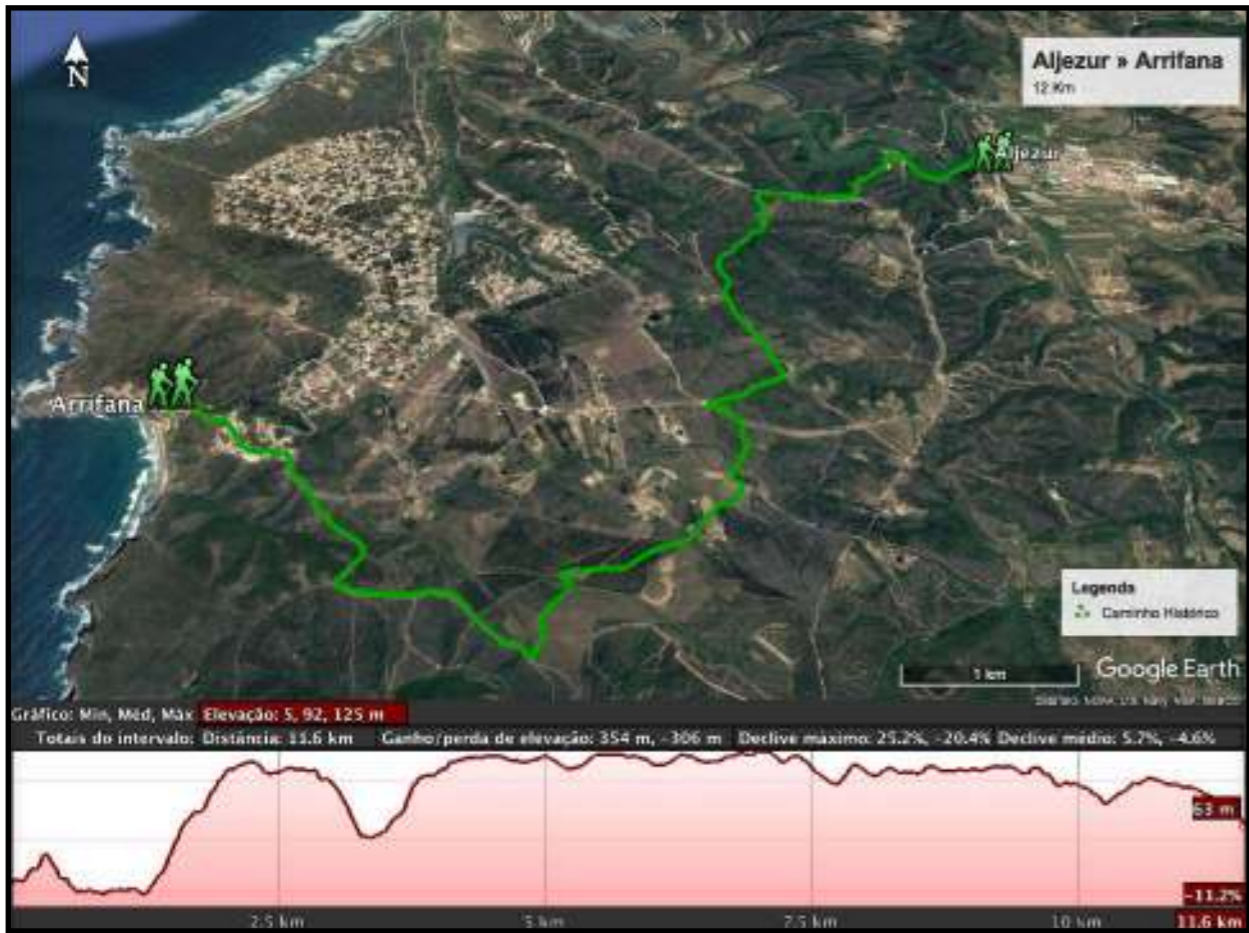 N
Aljezur » Arrifana
12 Km
Aljezur
Arrifana
Legenda
Caminho Histórico
1 km
Google Earth
Gráfico: Min, Méd, Máx Elevação: 5, 92, 125 m
Totais do intervalo: Distância: 11.6 km Ganho/perda de elevação: 354 m, -306 m Declive máximo: 25.2%, -20.4% Declive médio: 5.7%, -4.6%
63 m
-11.2%
2.5 km 5 km 7.5 km 10 km 11.6 km